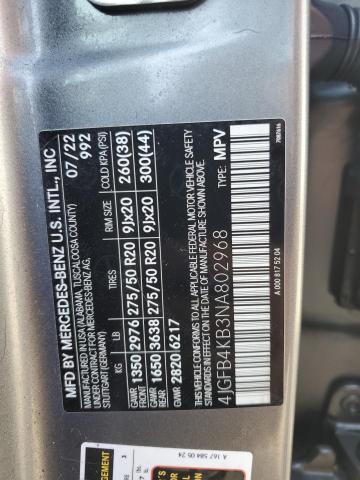 MFD BY MERCEDES-BENZ U.S. INTL., INC
MANUFACTURED IN/USA (ALABAMA, TUSCALOOSA COUNTY) 07/22
UNDER CONTRACT FOR MERCEDES-BENZ AG, 992
STUTTGART (GERMANY)
KG LB TIRES RIM SIZE COLD KPA (PSI)
GAWR FRONT 1350 2976 275/50 R20 9Jx20 260(38)
GAWR REAR 1650 3638 275/50 R20 9Jx20 300(44)
GVWR 2820 6217
THIS VEHICLE CONFORMS TO ALL APPLICABLE FEDERAL MOTOR VEHICLE SAFETY
STANDARDS IN EFFECT ON THE DATE OF MANUFACTURE SHOWN ABOVE.
4JGFB4KB3NA802968 TYPE: MPV
A 000 817 52 04
A 167 584 05 24